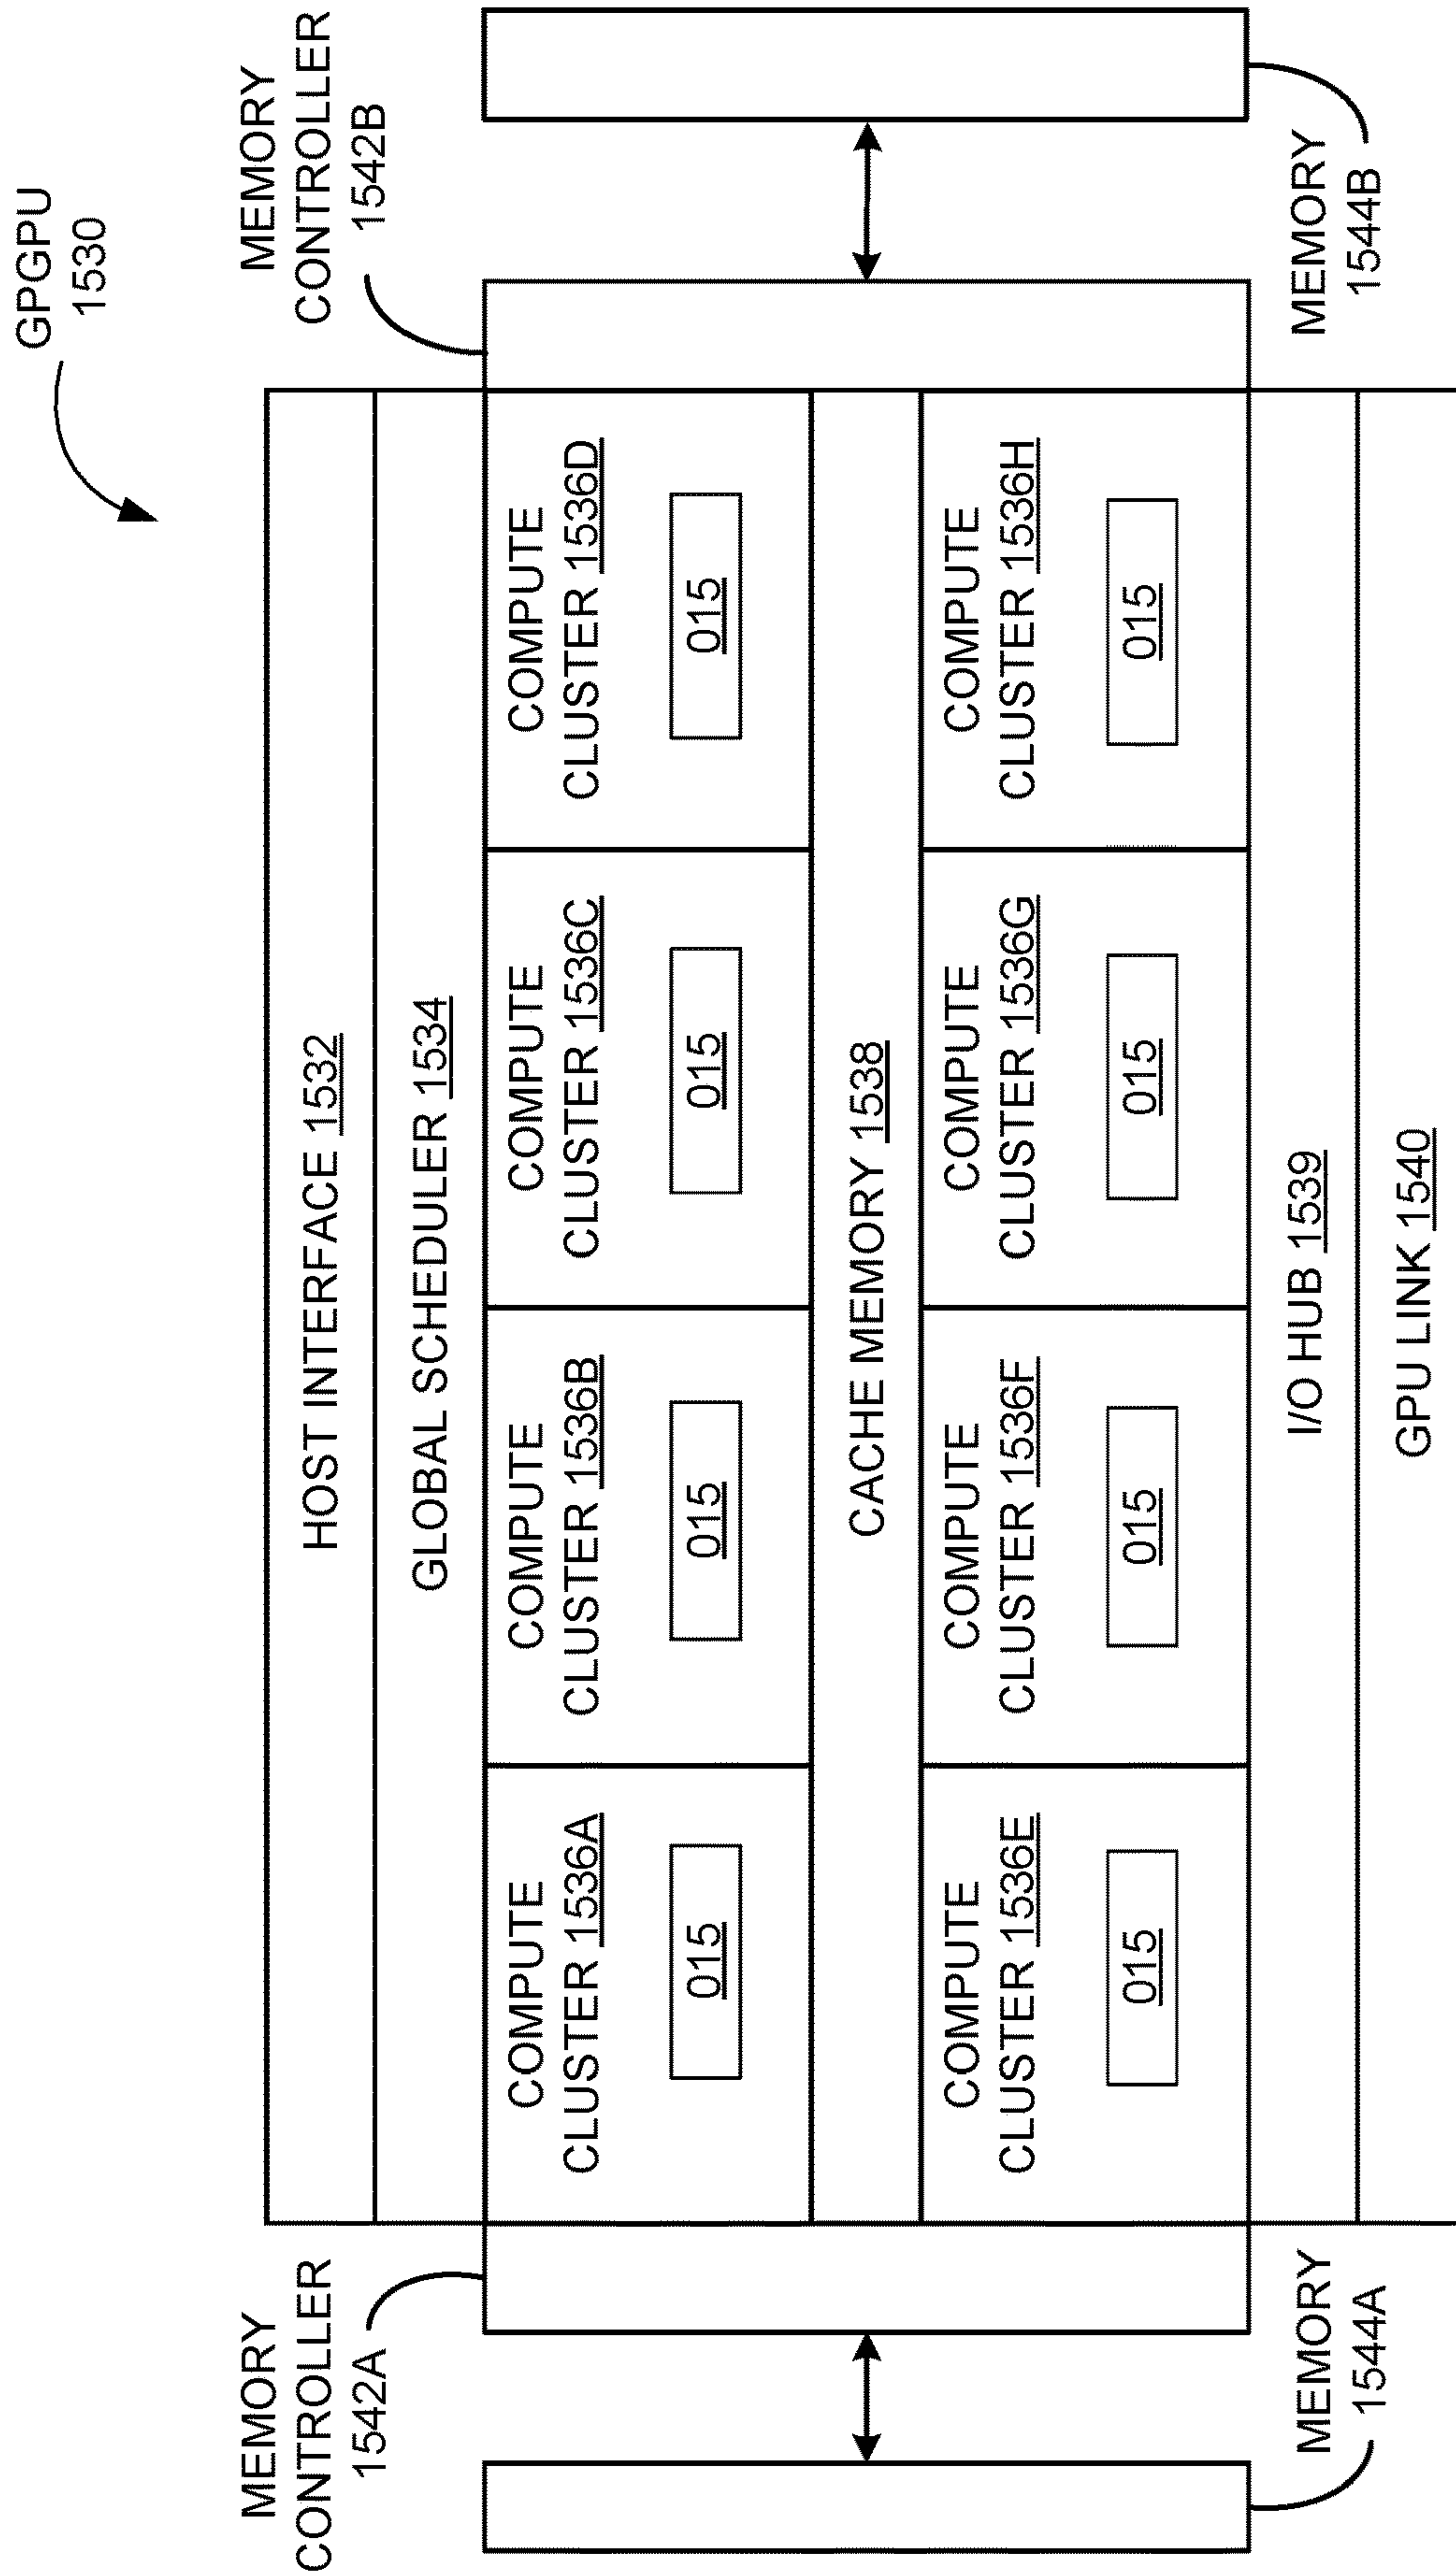 GPGPU
1530
MEMORY
CONTROLLER
1542A
MEMORY
CONTROLLER
1542B
HOST INTERFACE 1532
GLOBAL SCHEDULER 1534
COMPUTE
CLUSTER 1536A
015
COMPUTE
CLUSTER 1536B
015
COMPUTE
CLUSTER 1536C
015
COMPUTE
CLUSTER 1536D
015
CACHE MEMORY 1538
COMPUTE
CLUSTER 1536E
015
COMPUTE
CLUSTER 1536F
015
COMPUTE
CLUSTER 1536G
015
COMPUTE
CLUSTER 1536H
015
I/O HUB 1539
GPU LINK 1540
MEMORY
1544A
MEMORY
1544B